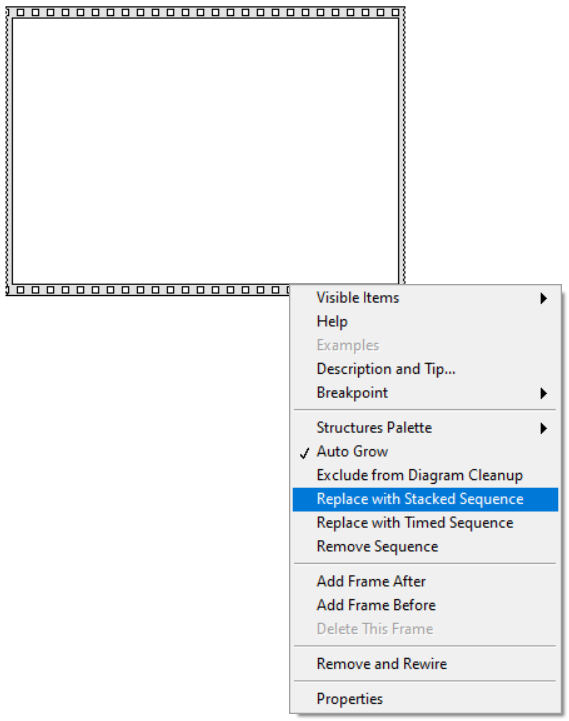 Visible Items
Help
Examples
Description and Tip...
Breakpoint
Structures Palette
Auto Grow
Exclude from Diagram Cleanup
Replace with Stacked Sequence
Replace with Timed Sequence
Remove Sequence
Add Frame After
Add Frame Before
Delete This Frame
Remove and Rewire
Properties